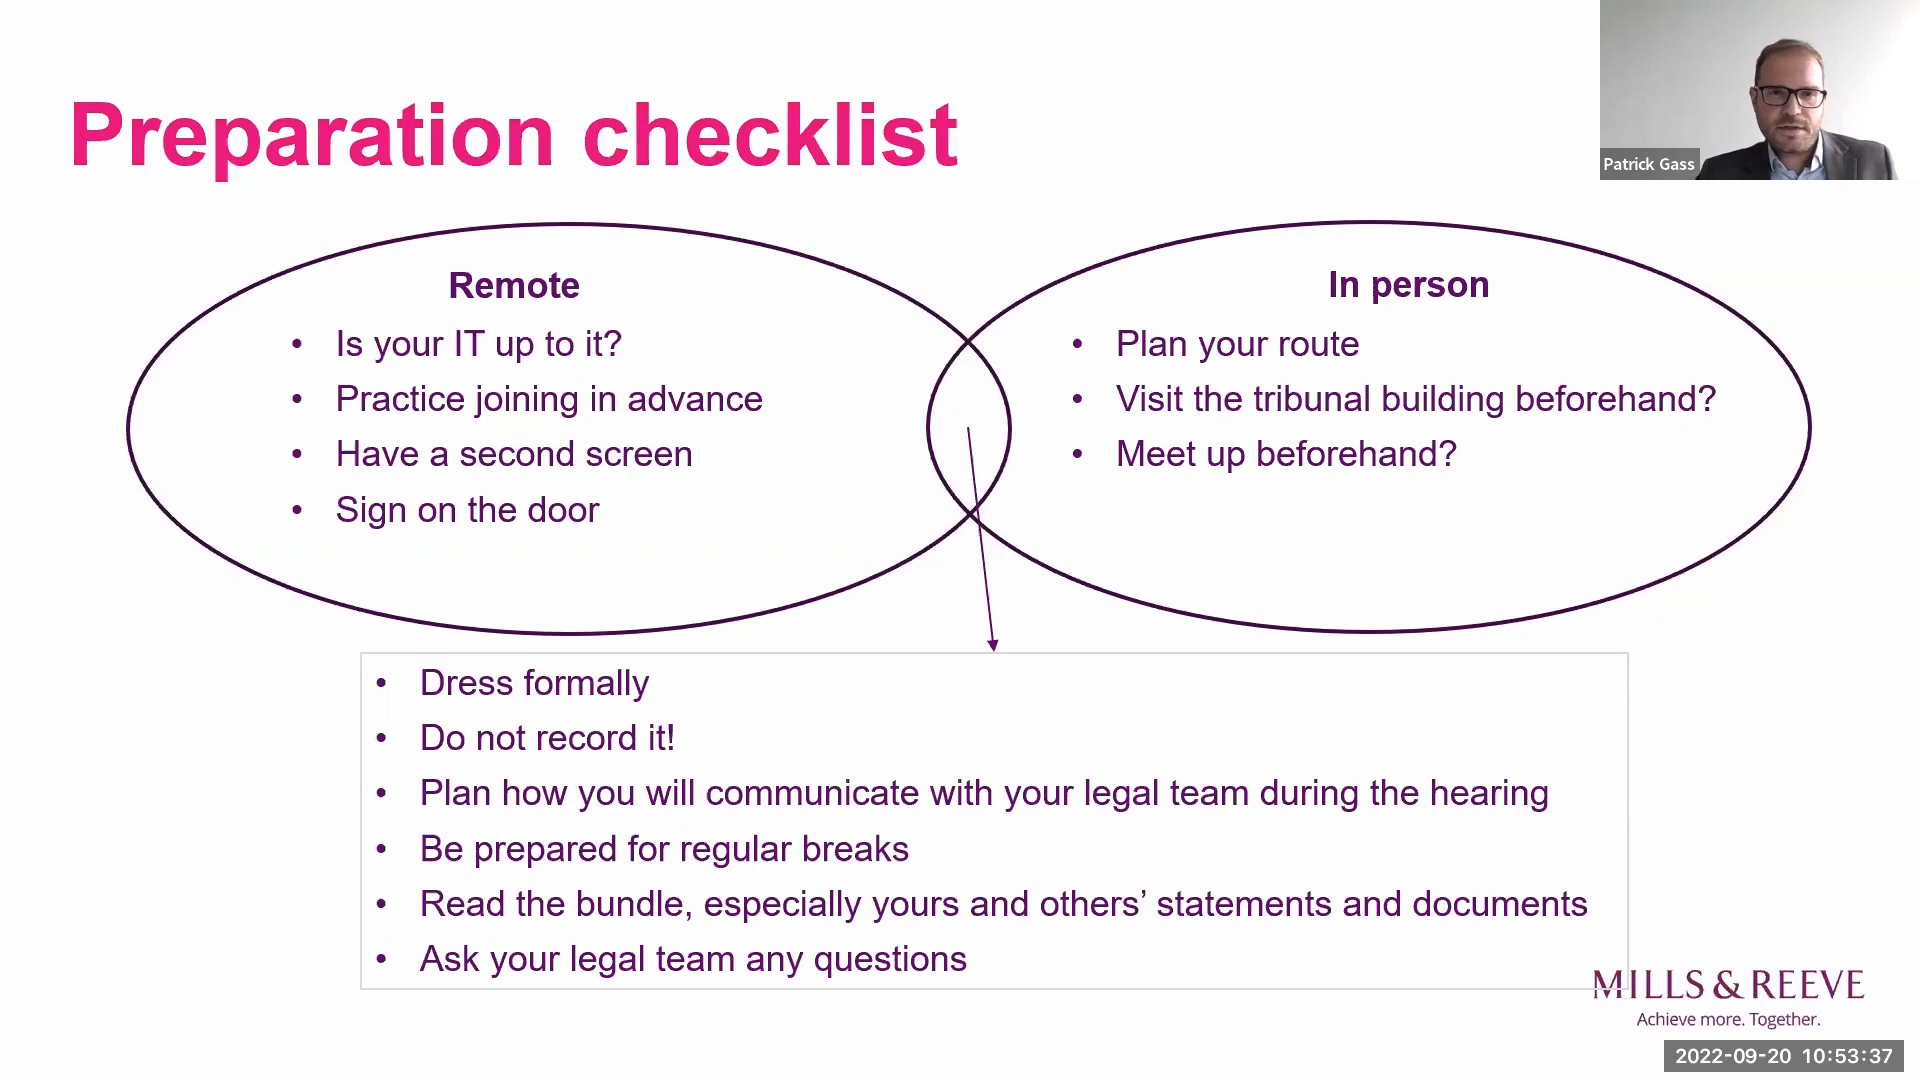 Preparation checklist
Patrick Gass
Remote
• Is your IT up to it?
• Practice joining in advance
• Have a second screen
• Sign on the door
In person
• Plan your route
• Visit the tribunal building beforehand?
• Meet up beforehand?
• Dress formally
• Do not record it!
• Plan how you will communicate with your legal team during the hearing
• Be prepared for regular breaks
• Read the bundle, especially yours and others’ statements and documents
• Ask your legal team any questions
MILLS & REEVE
Achieve more. Together.
2022-09-20 10:53:37